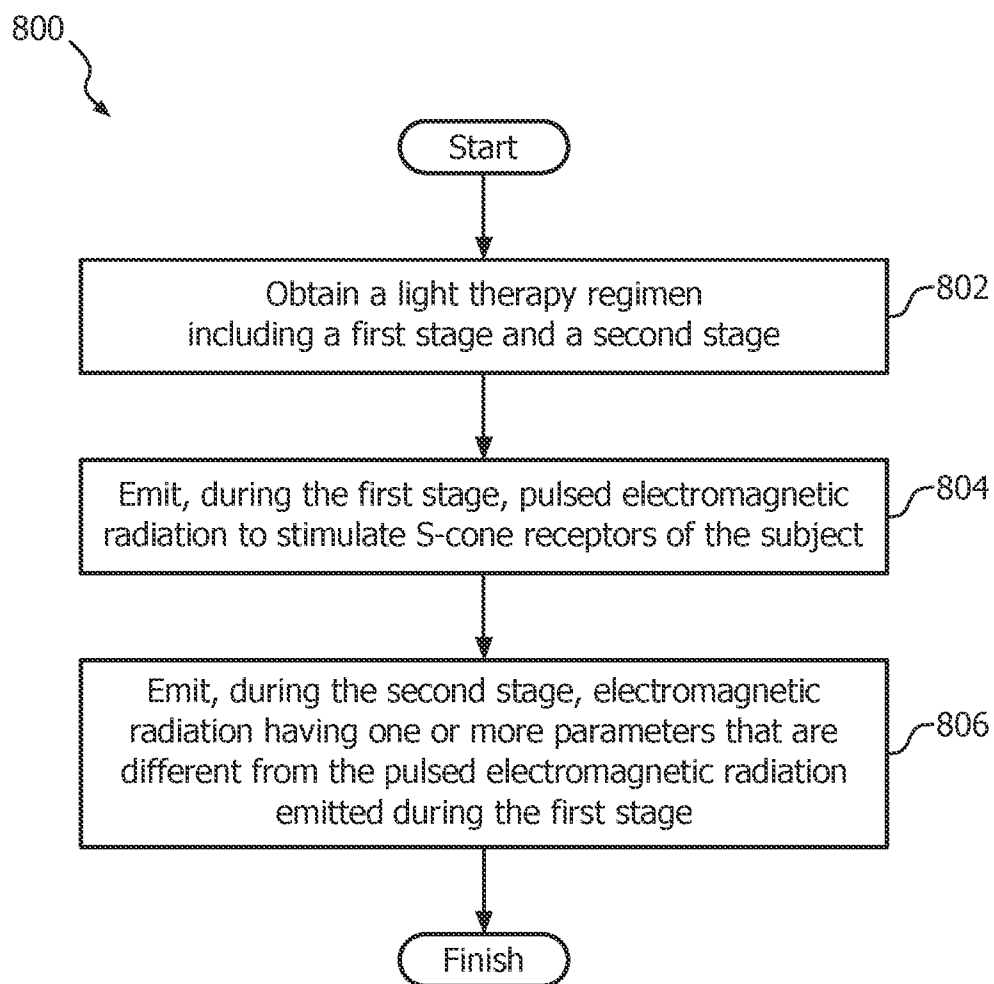 800
Start
Obtain a light therapy regimen
including a first stage and a second stage
802
Emit, during the first stage, pulsed electromagnetic
radiation to stimulate S-cone receptors of the subject
804
Emit, during the second stage, electromagnetic
radiation having one or more parameters that are
different from the pulsed electromagnetic radiation
emitted during the first stage
806
Finish